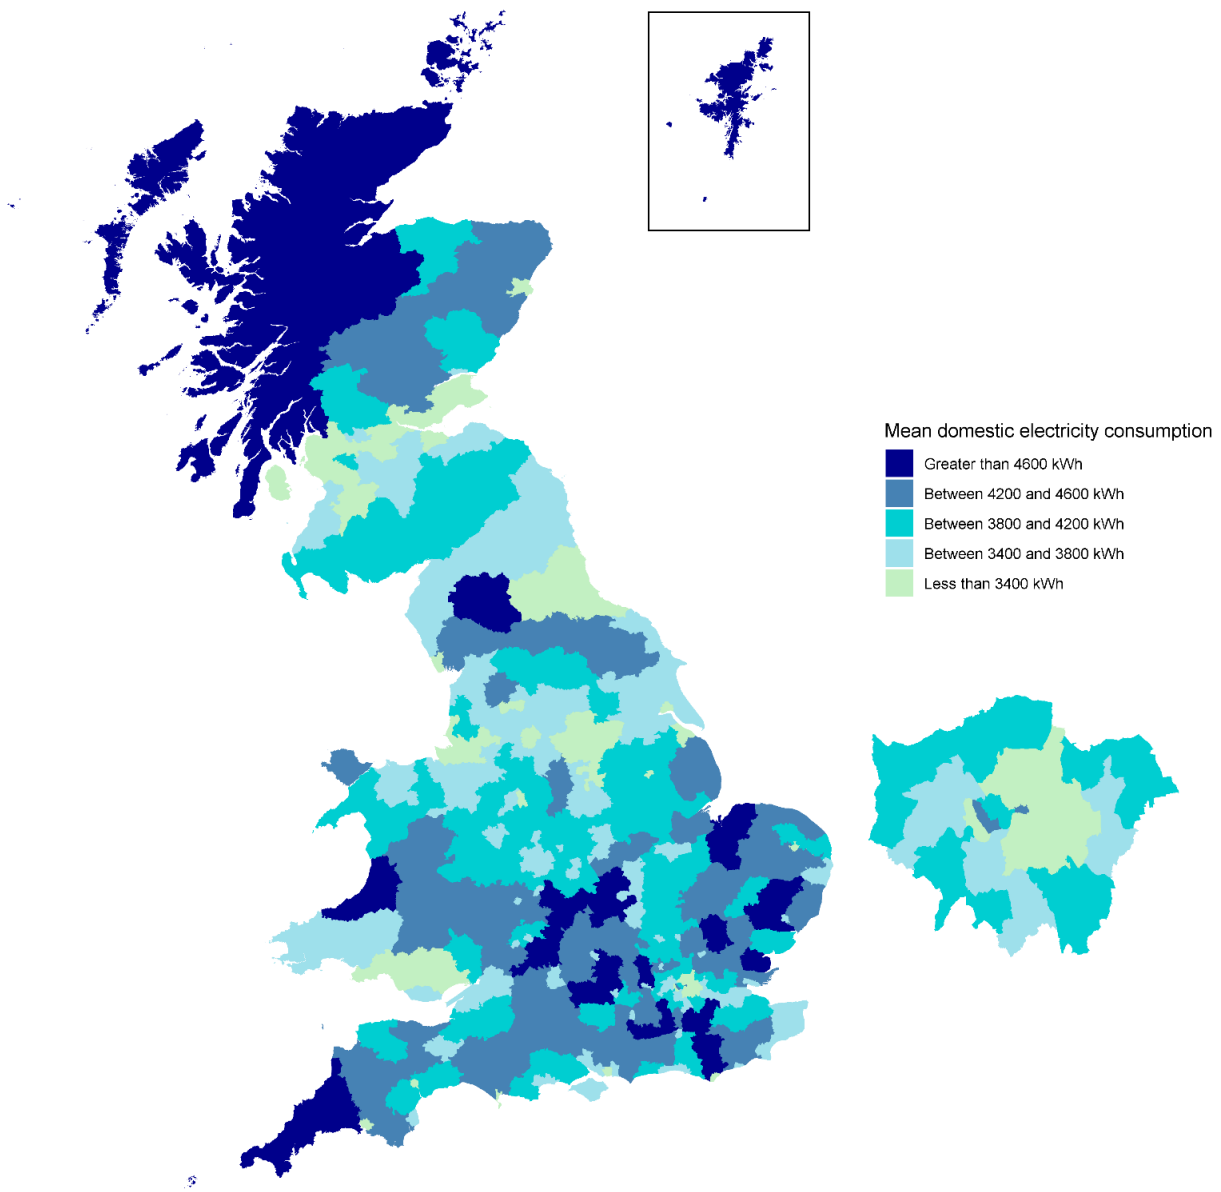 Mean domestic electricity consumption
Greater than 4600 kWh
Between 4200 and 4600 kWh
Between 3800 and 4200 kWh
Between 3400 and 3800 kWh
Less than 3400 kWh